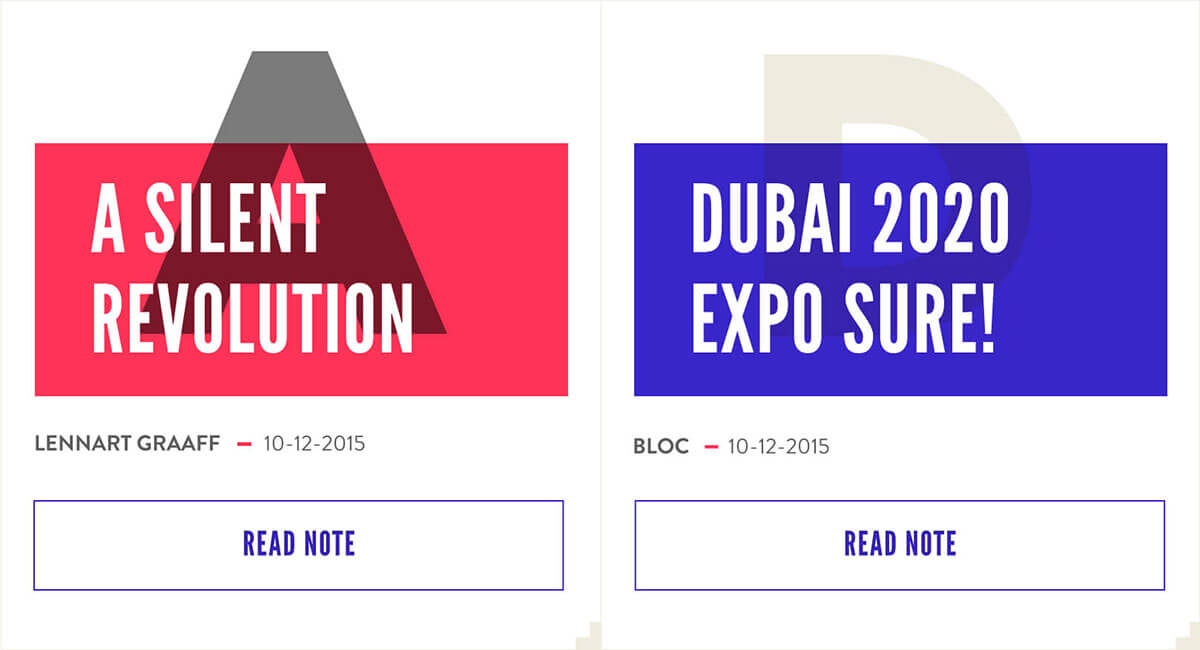 A
A SILENT
REVOLUTION
LENNART GRAAFF – 10-12-2015
READ NOTE
D
DUBAI 2020
EXPO SURE!
BLOC – 10-12-2015
READ NOTE